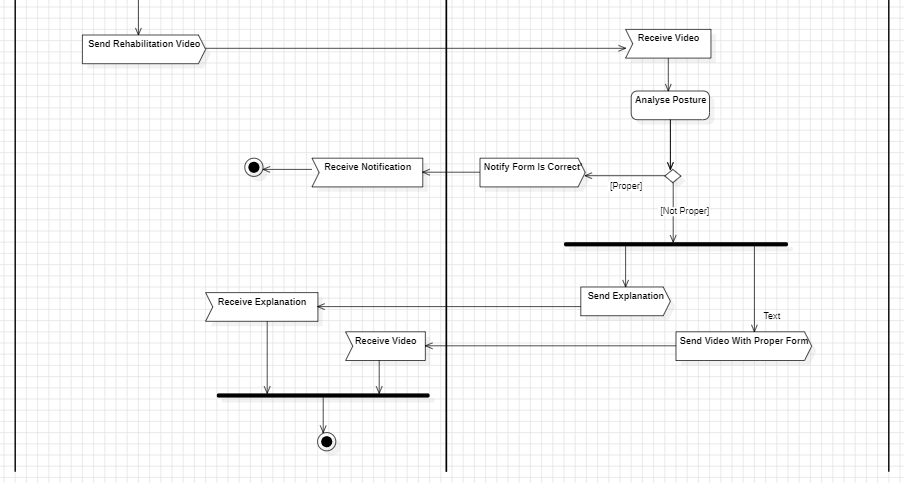 Send Rehabilitation Video
Receive Video
Analyse Posture
Receive Notification
Notify Form Is Correct
[Proper]
[Not Proper]
Receive Explanation
Send Explanation
Text
Receive Video
Send Video With Proper Form